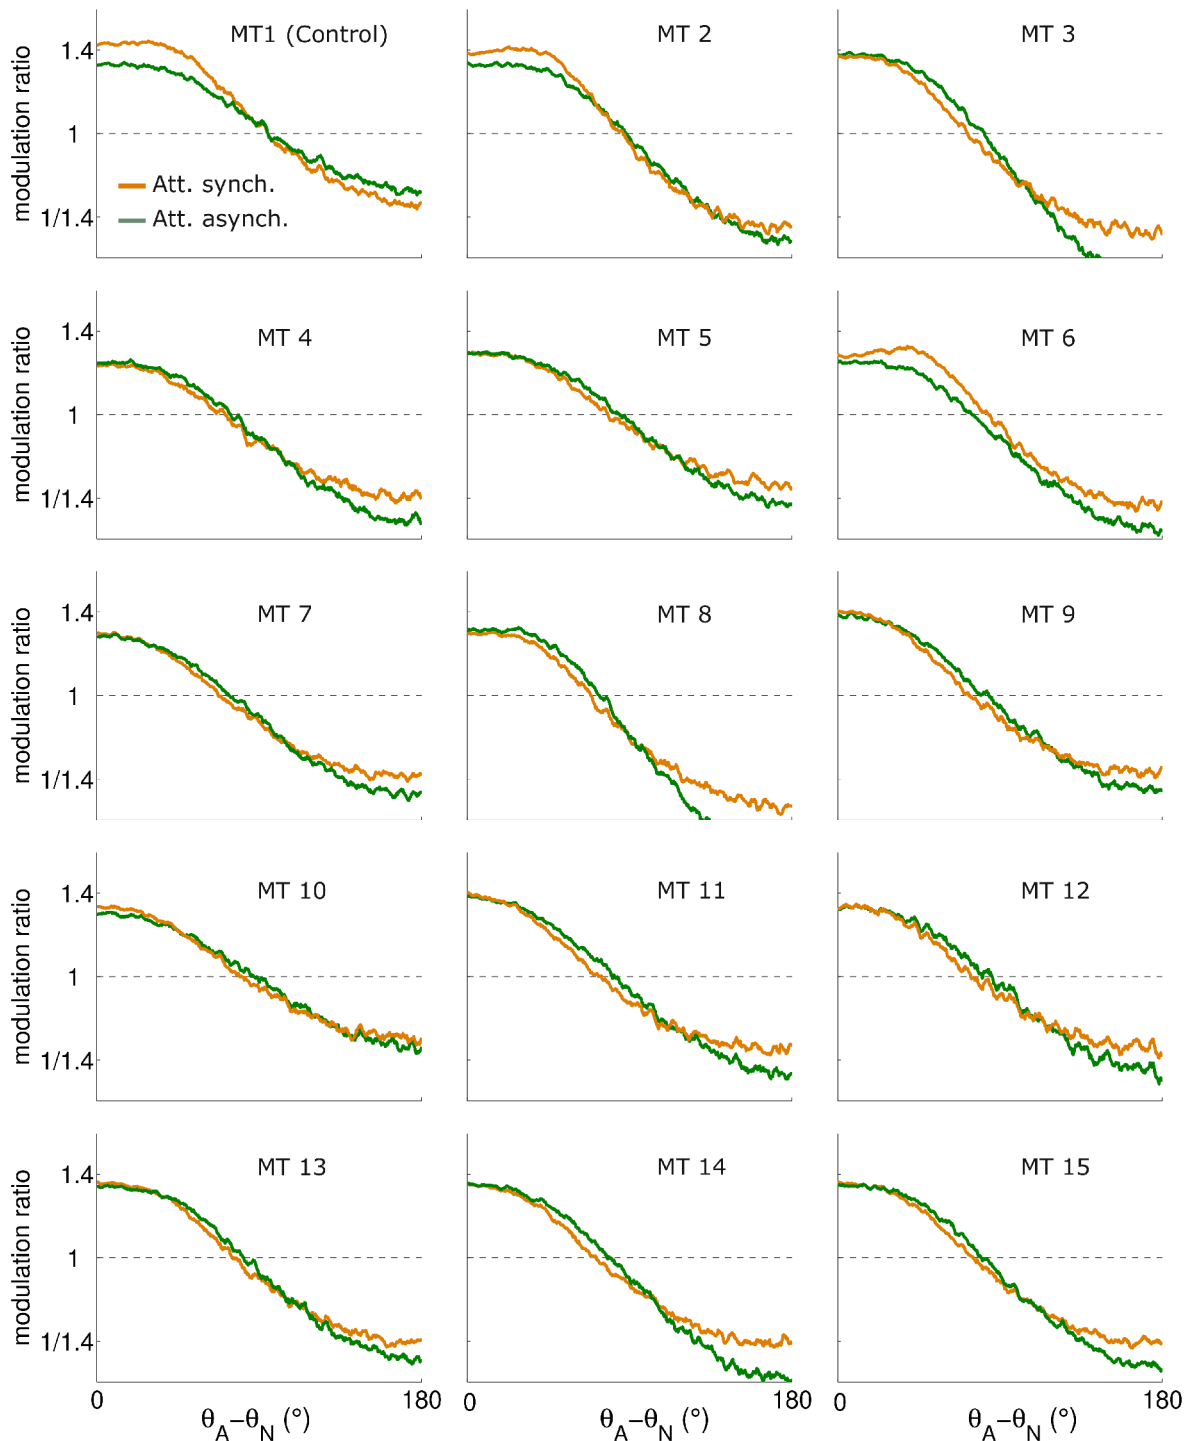 MT1 (Control)
MT 2
MT 3
modulation ratio
1.4
1
1/1.4
Att. synch.
Att. asynch.
MT 4
MT 5
MT 6
modulation ratio
1.4
1
1/1.4
MT 7
MT 8
MT 9
modulation ratio
1.4
1
1/1.4
MT 10
MT 11
MT 12
modulation ratio
1.4
1
1/1.4
MT 13
MT 14
MT 15
modulation ratio
1.4
1
1/1.4
0 180 0 180 0 180
θA−θN (°) θA−θN (°) θA−θN (°)